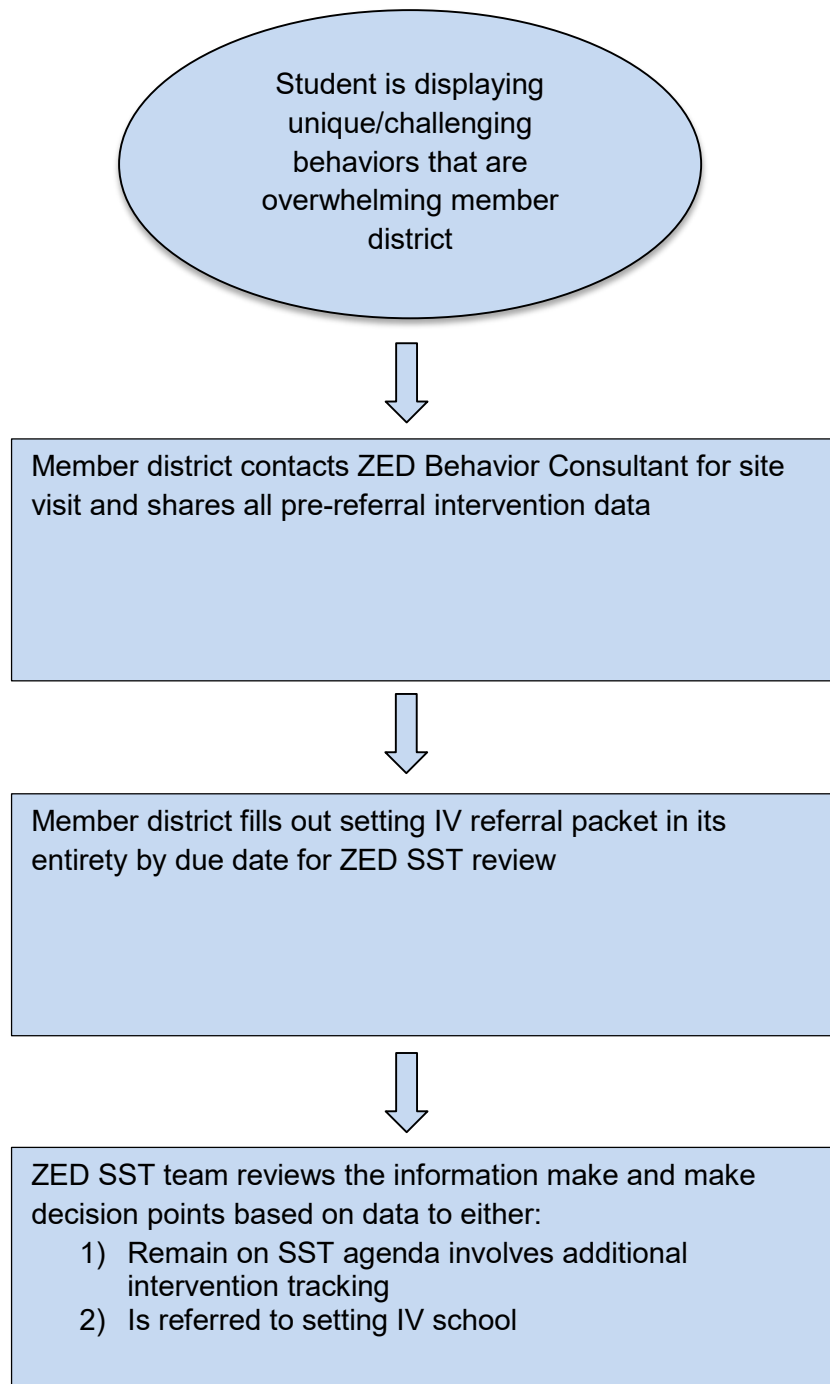 Student is displaying
unique/challenging
behaviors that are
overwhelming member
district
Member district contacts ZED Behavior Consultant for site
visit and shares all pre-referral intervention data
Member district fills out setting IV referral packet in its
entirety by due date for ZED SST review
ZED SST team reviews the information make and make
decision points based on data to either:
1) Remain on SST agenda involves additional
intervention tracking
2) Is referred to setting IV school